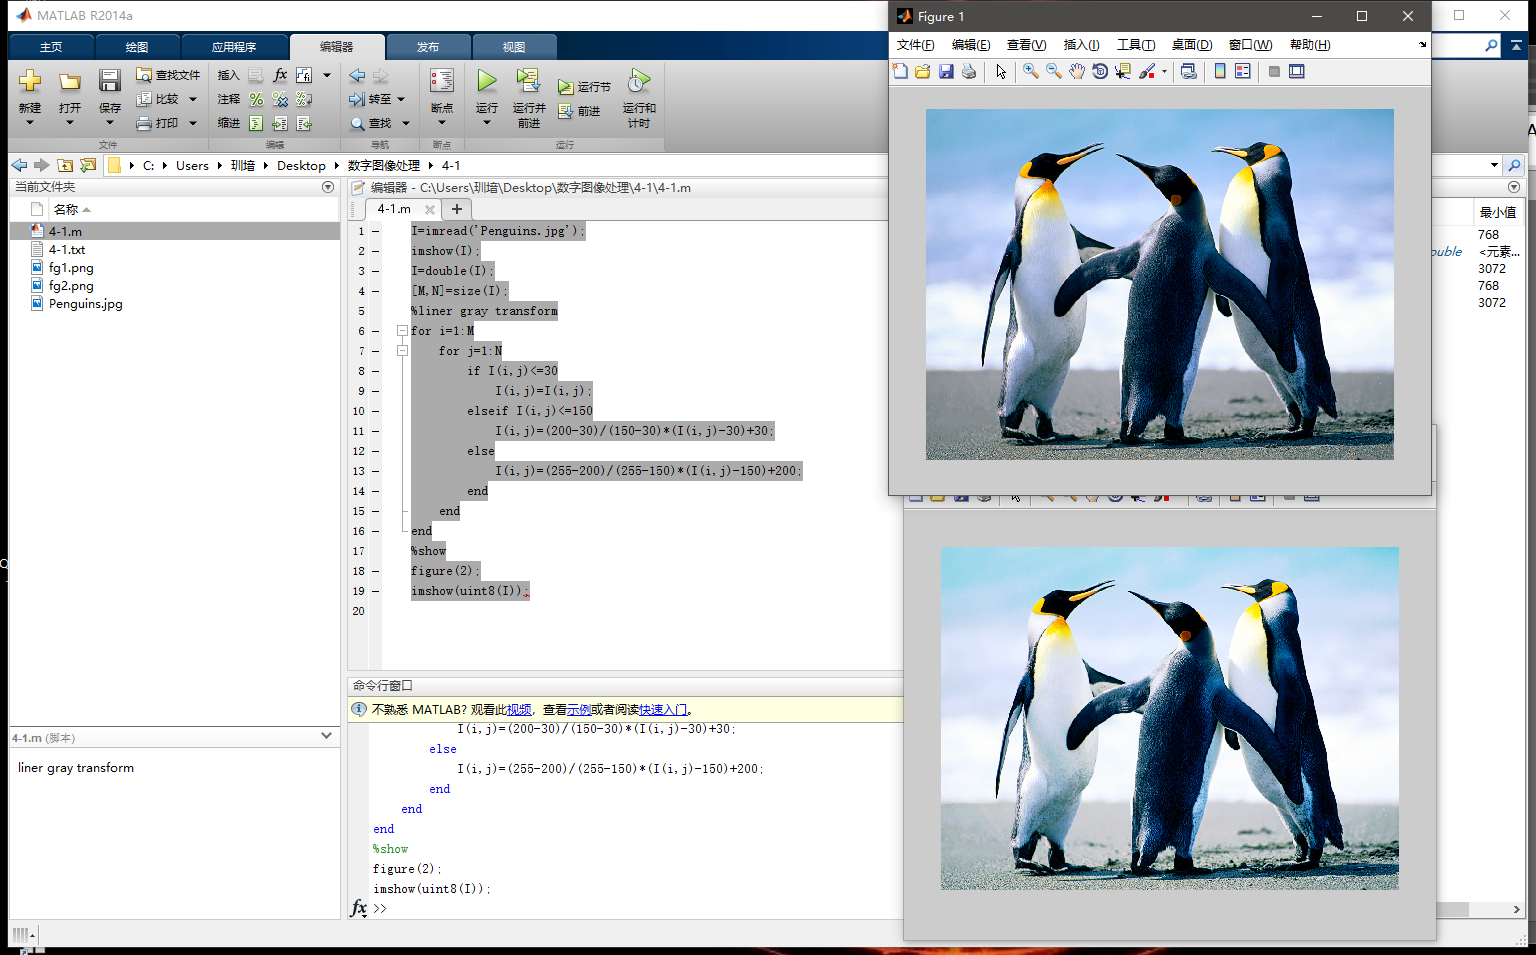 MATLAB R2014a
主页
绘图
应用程序
编辑器
发布
视图
新建
打开
保存
查找文件
比较
打印
插入
注释
缩进
fx
转至
查找
断点
运行
运行并
前进
运行节
前进
运行和
计时
文件
编辑
导航
断点
运行
C: Users 玥培 Desktop 数字图像处理 4-1
当前文件夹
名称
4-1.m
4-1.txt
fg1.png
fg2.png
Penguins.jpg
4-1.m (脚本)
liner gray transform
编辑器 - C:\Users\玥培\Desktop\数字图像处理\4-1\4-1.m
4-1.m
1 I=imread('Penguins.jpg');
2 imshow(I);
3 I=double(I);
4 [M,N]=size(I);
5 %liner gray transform
6 for i=1:M
7 for j=1:N
8 if I(i,j)<=30
9 I(i,j)=I(i,j);
10 elseif I(i,j)<=150
11 I(i,j)=(200-30)/(150-30)*(I(i,j)-30)+30;
12 else
13 I(i,j)=(255-200)/(255-150)*(I(i,j)-150)+200;
14 end
15 end
16 end
17 %show
18 figure(2);
19 imshow(uint8(I));
20
命令行窗口
不熟悉 MATLAB? 观看此视频, 查看示例或者阅读快速入门。
I(i,j)=(200-30)/(150-30)*(I(i,j)-30)+30;
else
I(i,j)=(255-200)/(255-150)*(I(i,j)-150)+200;
end
end
end
%show
figure(2);
imshow(uint8(I));
fx >>
Figure 1
文件(F) 编辑(E) 查看(V) 插入(I) 工具(T) 桌面(D) 窗口(W) 帮助(H)
最小值
768
ouble <元素...
3072
768
3072